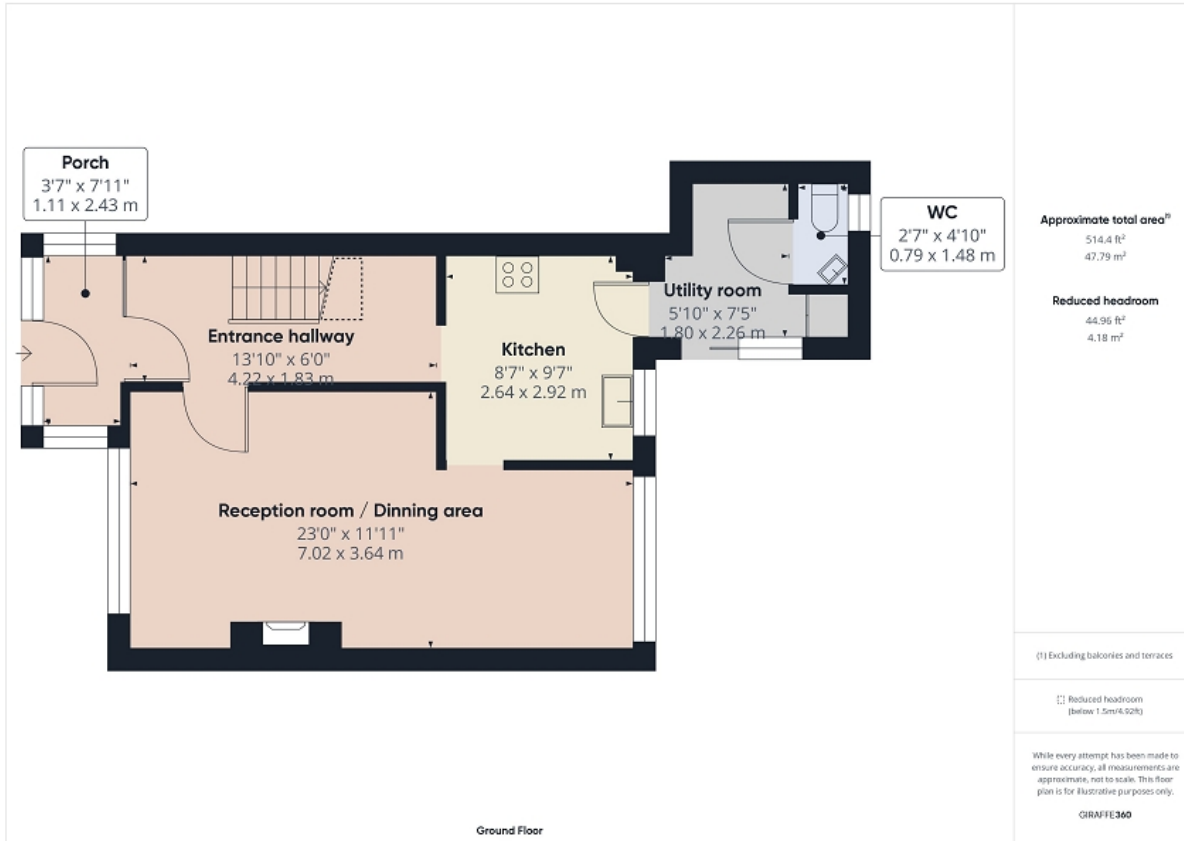 Porch
3'7" x 7'11"
1.11 x 2.43 m
WC
2'7" x 4'10"
0.79 x 1.48 m
Utility room
5'10" x 7'5"
1.80 x 2.26 m
Entrance hallway
13'10" x 6'0"
4.22 x 1.83 m
Kitchen
8'7" x 9'7"
2.64 x 2.92 m
Reception room / Dinning area
23'0" x 11'11"
7.02 x 3.64 m
Ground Floor
Approximate total area⁽¹⁾
514.4 ft²
47.79 m²
Reduced headroom
44.96 ft²
4.18 m²
(1) Excluding balconies and terraces
Reduced headroom
(below 1.5m/4.92ft)
While every attempt has been made to
ensure accuracy, all measurements are
approximate, not to scale. This floor
plan is for illustrative purposes only.
GIRAFFE360